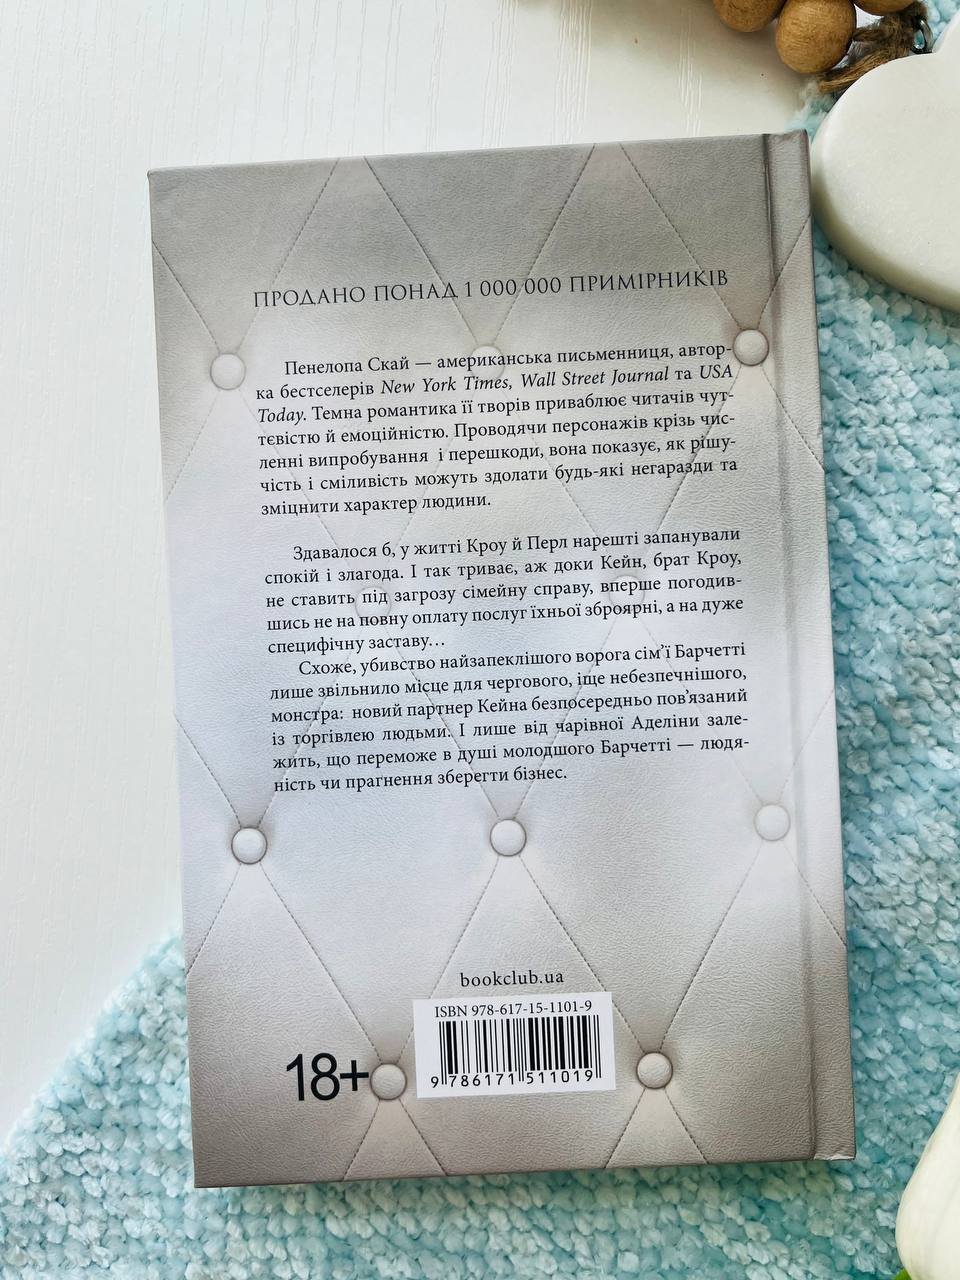 ПРОДАНО ПОНАД 1 000 000 ПРИМІРНИКІВ
Пенелопа Скай — американська письменниця, автор-
ка бестселерів New York Times, Wall Street Journal та USA
Today. Темна романтика її творів приваблює читачів чут-
тєвістю й емоційністю. Проводячи персонажів крізь чис-
ленні випробування і перешкоди, вона показує, як рішу-
чість і сміливість можуть здолати будь-які негаразди та
зміцнити характер людини.
Здавалося б, у житті Кроу й Перл нарешті запанували
спокій і злагода. І так триває, аж доки Кейн, брат Кроу,
не ставить під загрозу сімейну справу, вперше погодив-
шись не на повну оплату послуг їхньої зброярні, а на дуже
специфічну заставу…
Схоже, убивство найзапеклішого ворога сім’ї Барчетті
лише звільнило місце для чергового, іще небезпечнішого,
монстра: новий партнер Кейна безпосередньо пов’язаний
із торгівлею людьми. І лише від чарівної Аделіни зале-
жить, що переможе в душі молодшого Барчетті — людя-
ність чи прагнення зберегти бізнес.
bookclub.ua
ISBN 978-617-15-1101-9
9 786171 511019
18+